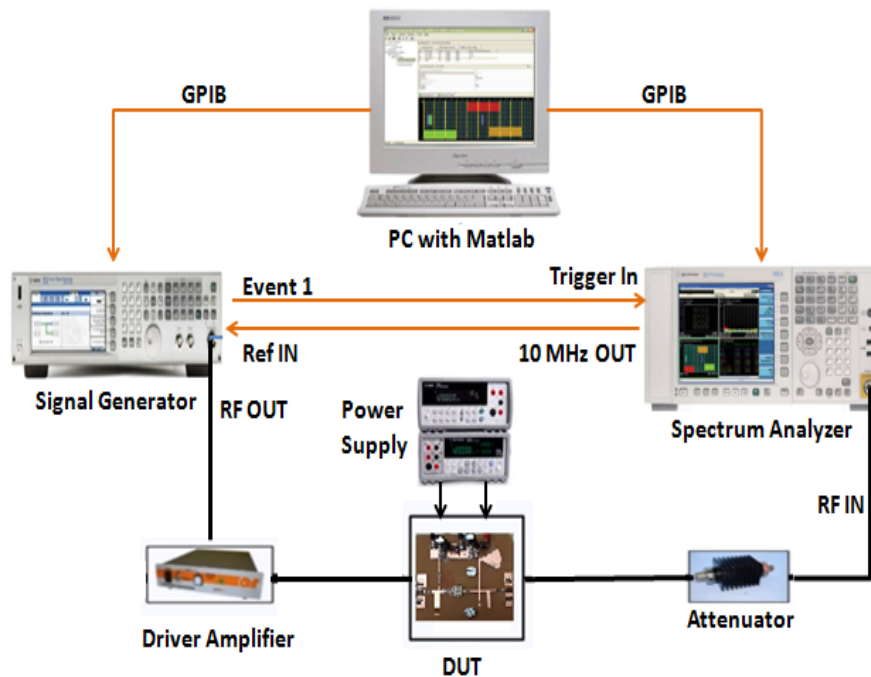 GPIB
GPIB
PC with Matlab
Event 1
Trigger In
Ref IN
10 MHz OUT
Signal Generator
RF OUT
Power
Supply
Spectrum Analyzer
RF IN
Driver Amplifier
DUT
Attenuator